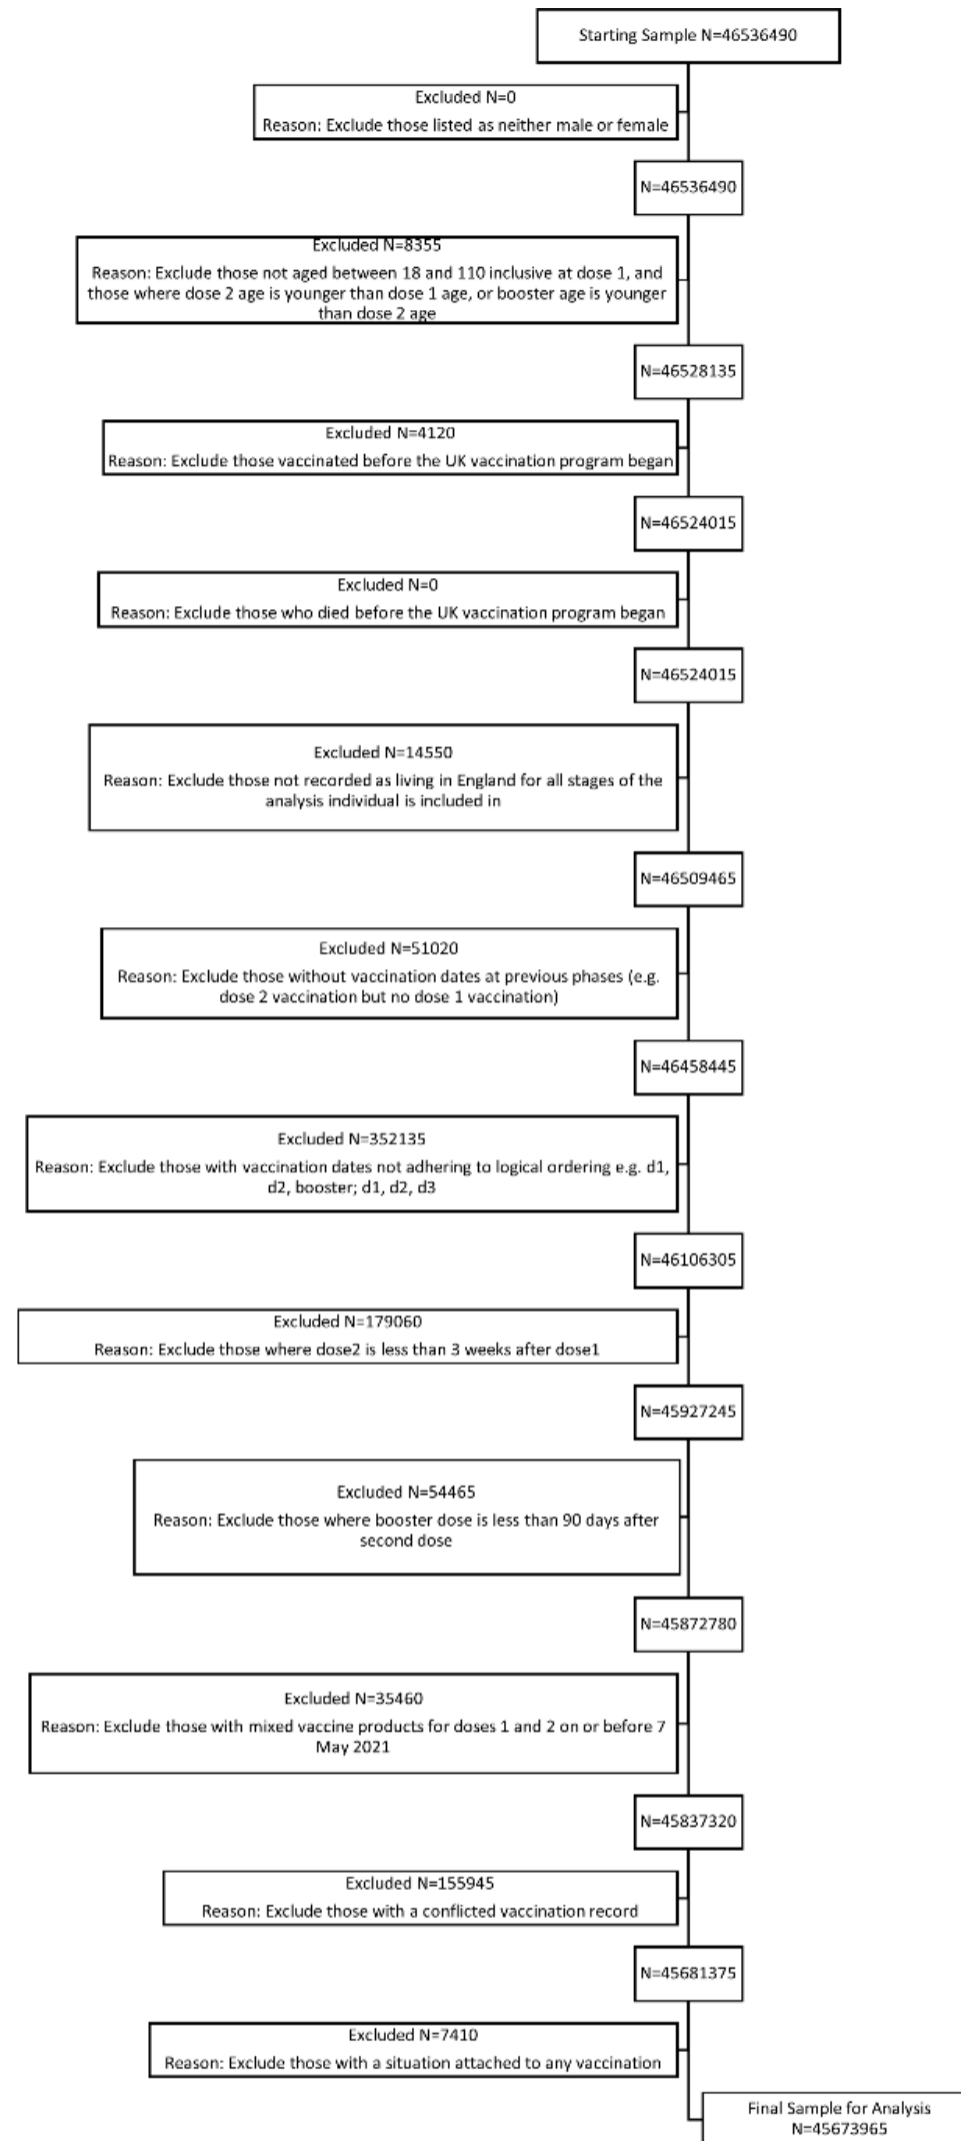 Starting Sample N=46536490
Excluded N=0
Reason: Exclude those listed as neither male or female
N=46536490
Excluded N=8355
Reason: Exclude those not aged between 18 and 110 inclusive at dose 1, and
those where dose 2 age is younger than dose 1 age, or booster age is younger
than dose 2 age
N=46528135
Excluded N=4120
Reason: Exclude those vaccinated before the UK vaccination program began
N=46524015
Excluded N=0
Reason: Exclude those who died before the UK vaccination program began
N=46524015
Excluded N=14550
Reason: Exclude those not recorded as living in England for all stages of the
analysis individual is included in
N=46509465
Excluded N=51020
Reason: Exclude those without vaccination dates at previous phases (e.g.
dose 2 vaccination but no dose 1 vaccination)
N=46458445
Excluded N=352135
Reason: Exclude those with vaccination dates not adhering to logical ordering e.g. d1,
d2, booster; d1, d2, d3
N=46106305
Excluded N=179060
Reason: Exclude those where dose2 is less than 3 weeks after dose1
N=45927245
Excluded N=54465
Reason: Exclude those where booster dose is less than 90 days after
second dose
N=45872780
Excluded N=35460
Reason: Exclude those with mixed vaccine products for doses 1 and 2 on or before 7
May 2021
N=45837320
Excluded N=155945
Reason: Exclude those with a conflicted vaccination record
N=45681375
Excluded N=7410
Reason: Exclude those with a situation attached to any vaccination
Final Sample for Analysis
N=45673965